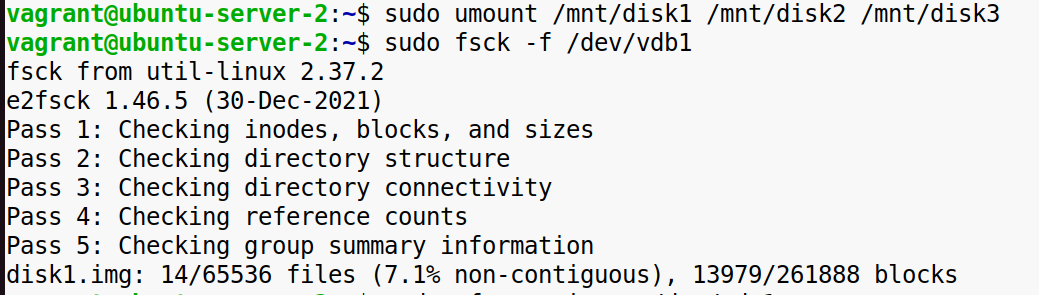 vagrant@ubuntu-server-2:~$ sudo umount /mnt/disk1 /mnt/disk2 /mnt/disk3
vagrant@ubuntu-server-2:~$ sudo fsck -f /dev/vdb1
fsck from util-linux 2.37.2
e2fsck 1.46.5 (30-Dec-2021)
Pass 1: Checking inodes, blocks, and sizes
Pass 2: Checking directory structure
Pass 3: Checking directory connectivity
Pass 4: Checking reference counts
Pass 5: Checking group summary information
disk1.img: 14/65536 files (7.1% non-contiguous), 13979/261888 blocks